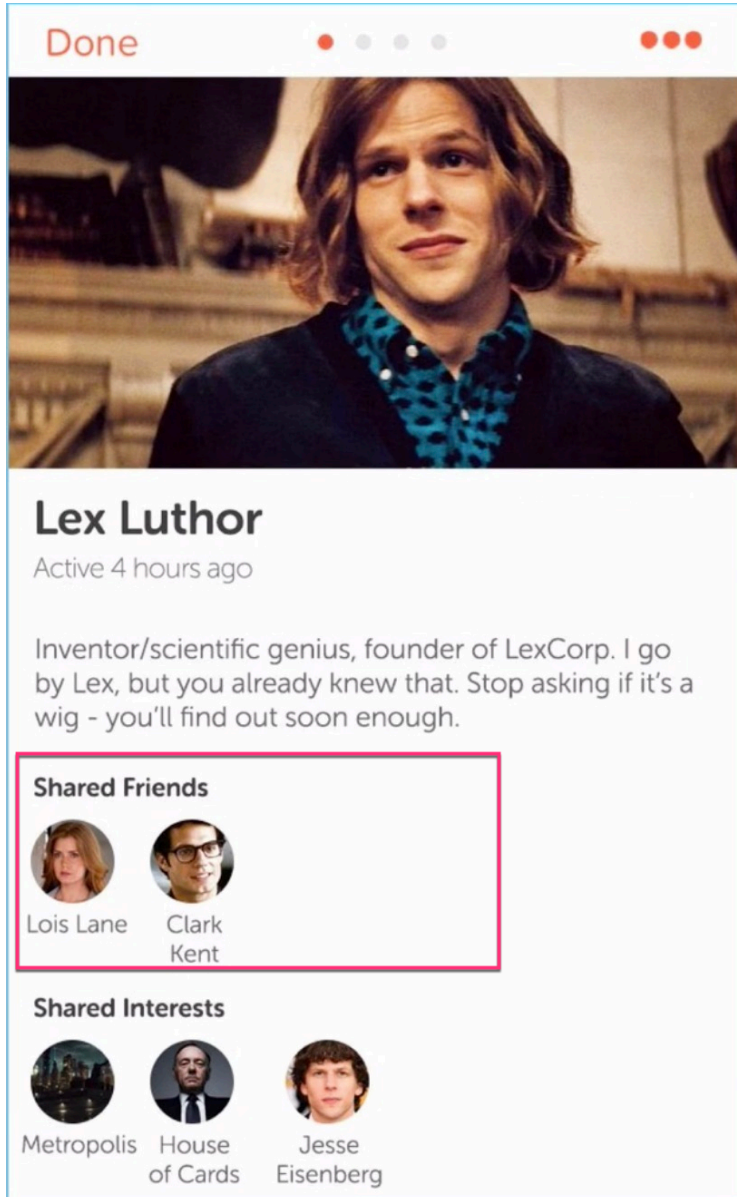 Done
Lex Luthor
Active 4 hours ago
Inventor/scientific genius, founder of LexCorp. I go
by Lex, but you already knew that. Stop asking if it's a
wig - you'll find out soon enough.
Shared Friends
Lois Lane
Clark
Kent
Shared Interests
Metropolis
House
of Cards
Jesse
Eisenberg